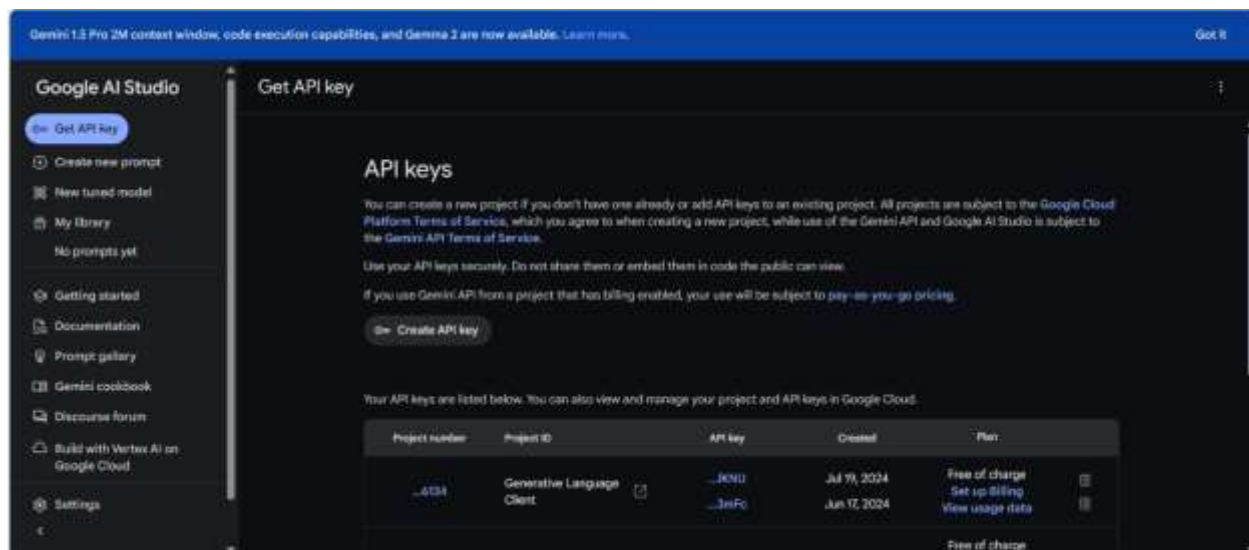 Gemini 1.5 Pro 2M context window, code execution capabilities, and Gemma 2 are now available. Learn more.
Got it
Google AI Studio
Get API key
Get API key
Create new prompt
New tuned model
My library
No prompts yet
Getting started
Documentation
Prompt gallery
Gemini cookbook
Discourse forum
Build with Vertex AI on
Google Cloud
Settings
API keys
You can create a new project if you don't have one already or add API keys to an existing project. All projects are subject to the Google Cloud
Platform Terms of Service, which you agree to when creating a new project, while use of the Gemini API and Google AI Studio is subject to
the Gemini API Terms of Service.
Use your API keys securely. Do not share them or embed them in code the public can view.
If you use Gemini API from a project that has billing enabled, your use will be subject to pay-as-you-go pricing.
Create API key
Your API keys are listed below. You can also view and manage your project and API keys in Google Cloud.
Project number Project ID API key Created Plan
...6134 Generative Language Client
Jul 19, 2024 Free of charge
Set up Billing
...3mFc Jun 17, 2024 View usage data
Free of charge